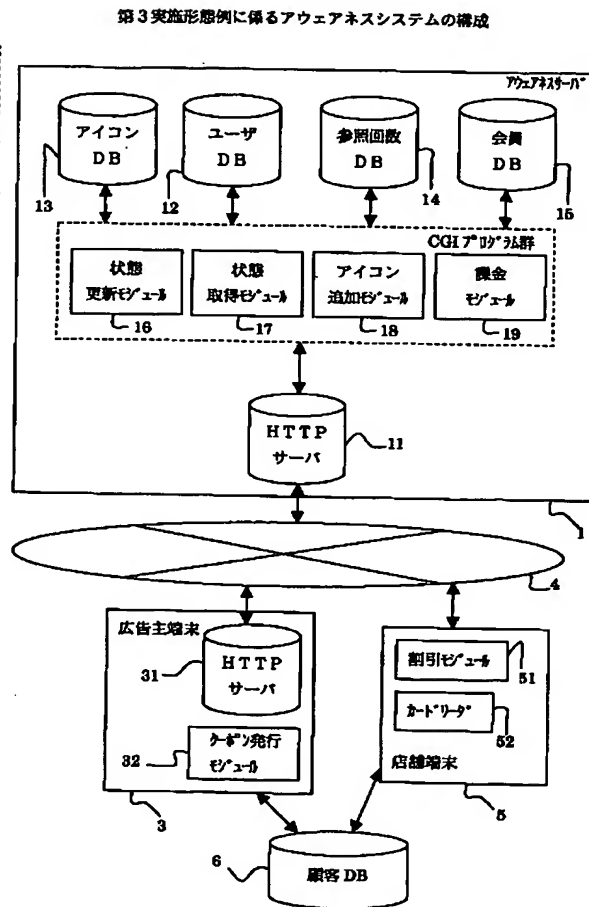 第３実施形態例に係るアウェアネスシステムの構成
ｱｳｪｱﾈｽｻｰﾊﾞ
アイコン
ＤＢ
13
ユーザ
ＤＢ
12
参照回数
ＤＢ
14
会員
ＤＢ
15
CGIﾌﾟﾛｸﾞﾗﾑ群
状態
更新ﾓｼﾞｭｰﾙ
16
状態
取得ﾓｼﾞｭｰﾙ
17
アイコン
追加ﾓｼﾞｭｰﾙ
18
課金
ﾓｼﾞｭｰﾙ
19
ＨＴＴＰ
サーバ
11
1
4
広告主端末
31
ＨＴＴＰ
サーバ
32
ｸｰﾎﾟﾝ発行
ﾓｼﾞｭｰﾙ
3
割引ﾓｼﾞｭｰﾙ
51
ｶｰﾄﾞﾘｰﾀﾞ
52
店舗端末
5
6
顧客 DB